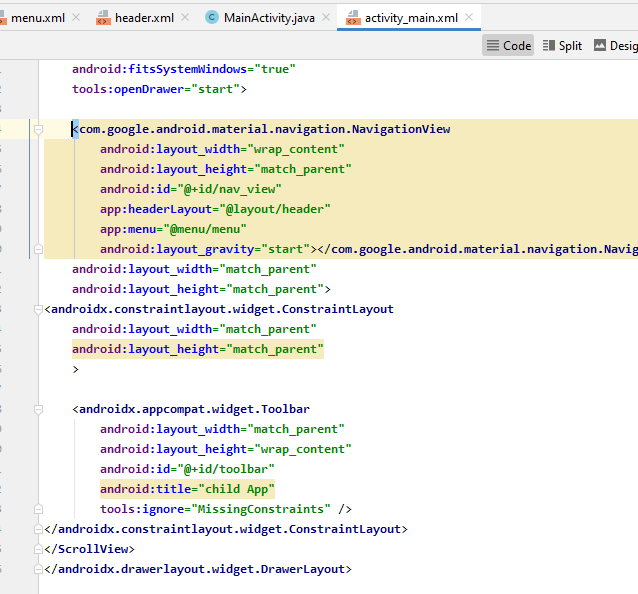 menu.xml header.xml MainActivity.java activity_main.xml
Code Split Desig
android:fitsSystemWindows="true"
tools:openDrawer="start">
<com.google.android.material.navigation.NavigationView
android:layout_width="wrap_content"
android:layout_height="match_parent"
android:id="@+id/nav_view"
app:headerLayout="@layout/header"
app:menu="@menu/menu"
android:layout_gravity="start"></com.google.android.material.navigation.Navig
android:layout_width="match_parent"
android:layout_height="match_parent">
<androidx.constraintlayout.widget.ConstraintLayout
android:layout_width="match_parent"
android:layout_height="match_parent"
>
<androidx.appcompat.widget.Toolbar
android:layout_width="match_parent"
android:layout_height="wrap_content"
android:id="@+id/toolbar"
android:title="child App"
tools:ignore="MissingConstraints" />
</androidx.constraintlayout.widget.ConstraintLayout>
</ScrollView>
</androidx.drawerlayout.widget.DrawerLayout>